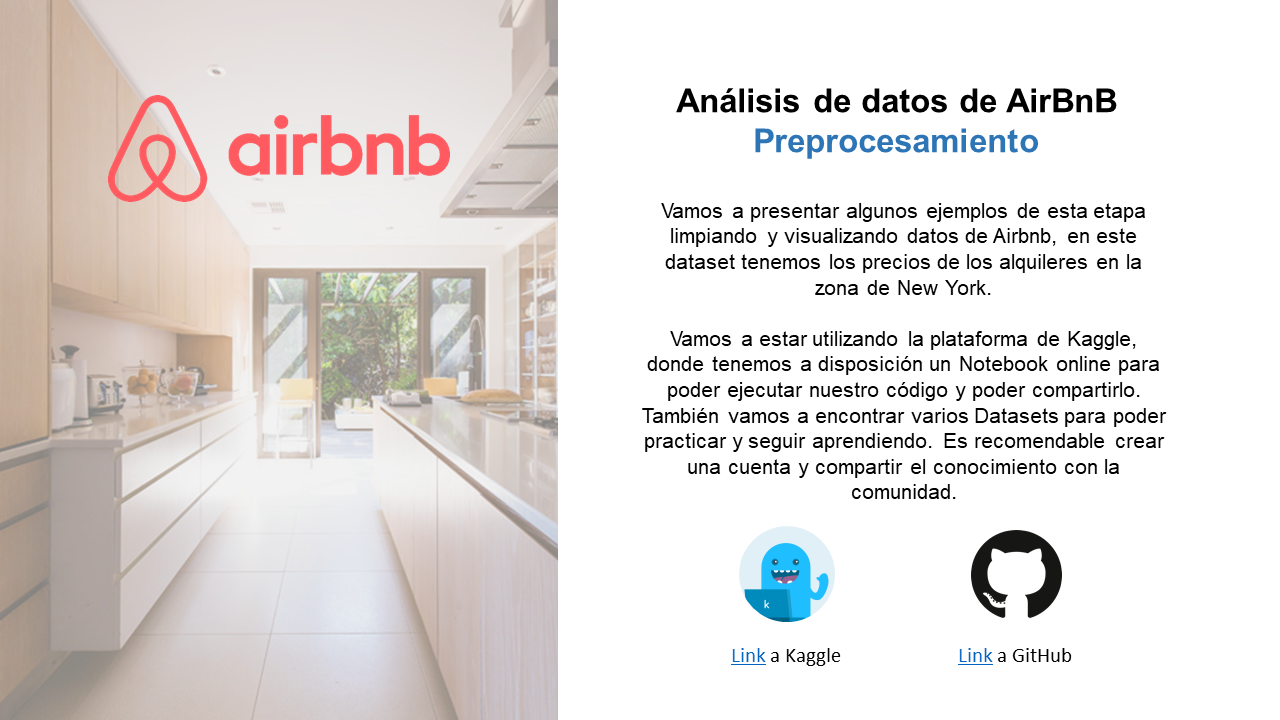 airbnb
Análisis de datos de AirBnB
Preprocesamiento
Vamos a presentar algunos ejemplos de esta etapa
limpiando y visualizando datos de Airbnb, en este
dataset tenemos los precios de los alquileres en la
zona de New York.
Vamos a estar utilizando la plataforma de Kaggle,
donde tenemos a disposición un Notebook online para
poder ejecutar nuestro código y poder compartirlo.
También vamos a encontrar varios Datasets para poder
practicar y seguir aprendiendo. Es recomendable crear
una cuenta y compartir el conocimiento con la
comunidad.
k
Link a Kaggle
Link a GitHub